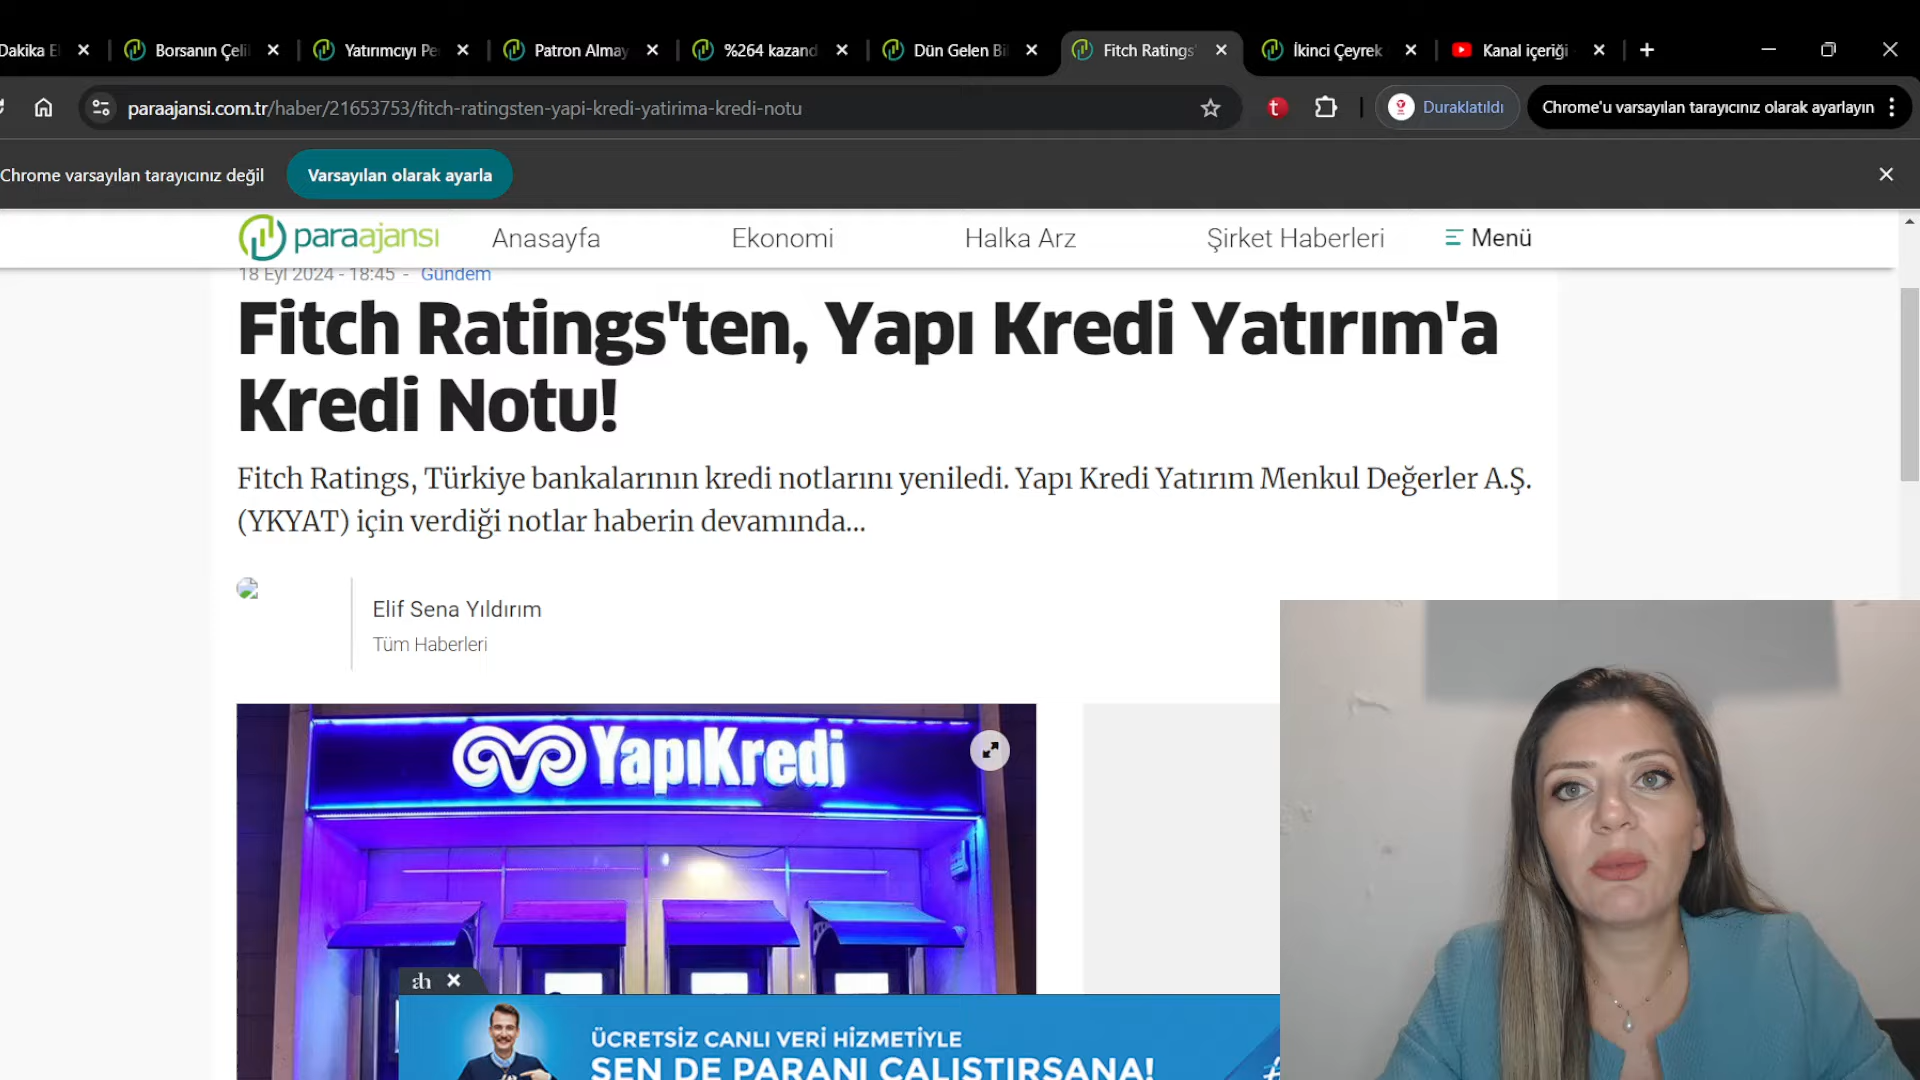 Dakika E
Borsanın Çeli
Yatırımcıyı Pe
Patron Almay
%264 kazand
Dün Gelen Bi
Fitch Ratings'
İkinci Çeyrek
Kanal içeriği
paraajansi.com.tr/haber/21653753/fitch-ratingsten-yapi-kredi-yatirima-kredi-notu
t
Duraklatıldı
Chrome'u varsayılan tarayıcınız olarak ayarlayın
Chrome varsayılan tarayıcınız değil
Varsayılan olarak ayarla
paraajansı
Anasayfa
Ekonomi
Halka Arz
Şirket Haberleri
Menü
18 Eyl 2024 - 18:45 - Gündem
Fitch Ratings'ten, Yapı Kredi Yatırım'a
Kredi Notu!
Fitch Ratings, Türkiye bankalarının kredi notlarını yeniledi. Yapı Kredi Yatırım Menkul Değerler A.Ş.
(YKYAT) için verdiği notlar haberin devamında...
Elif Sena Yıldırım
Tüm Haberleri
YapıKredi
ah
ÜCRETSİZ CANLI VERİ HİZMETİYLE
SEN DE PARANI ÇALIŞTIRSANA!
#